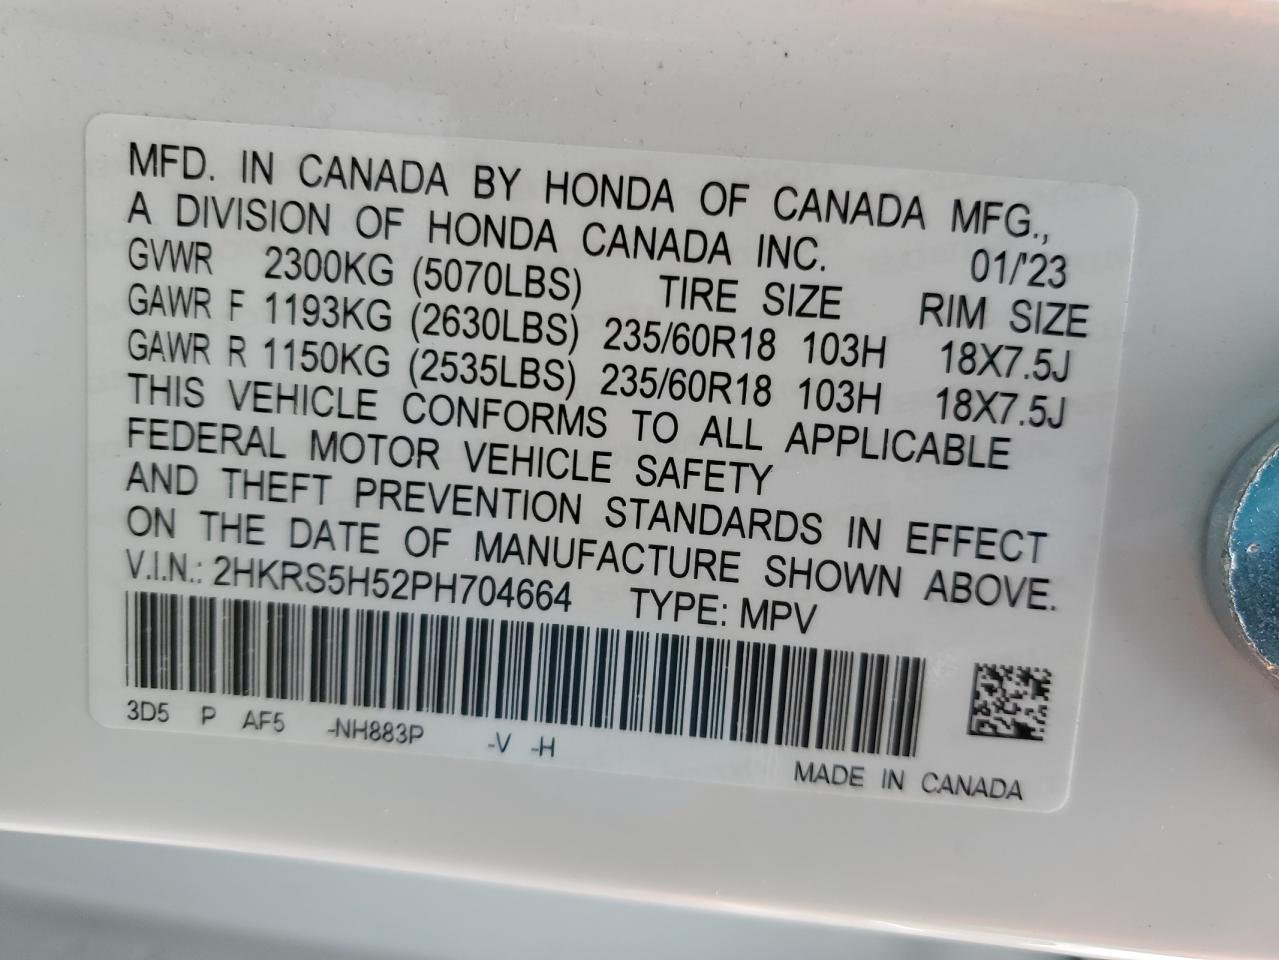 MFD. IN CANADA BY HONDA OF CANADA MFG.,
A DIVISION OF HONDA CANADA INC. 01/'23
GVWR 2300KG (5070LBS) TIRE SIZE RIM SIZE
GAWR F 1193KG (2630LBS) 235/60R18 103H 18X7.5J
GAWR R 1150KG (2535LBS) 235/60R18 103H 18X7.5J
THIS VEHICLE CONFORMS TO ALL APPLICABLE
FEDERAL MOTOR VEHICLE SAFETY
AND THEFT PREVENTION STANDARDS IN EFFECT
ON THE DATE OF MANUFACTURE SHOWN ABOVE.
V.I.N.: 2HKRS5H52PH704664 TYPE: MPV
3D5 P AF5 -NH883P -V -H
MADE IN CANADA